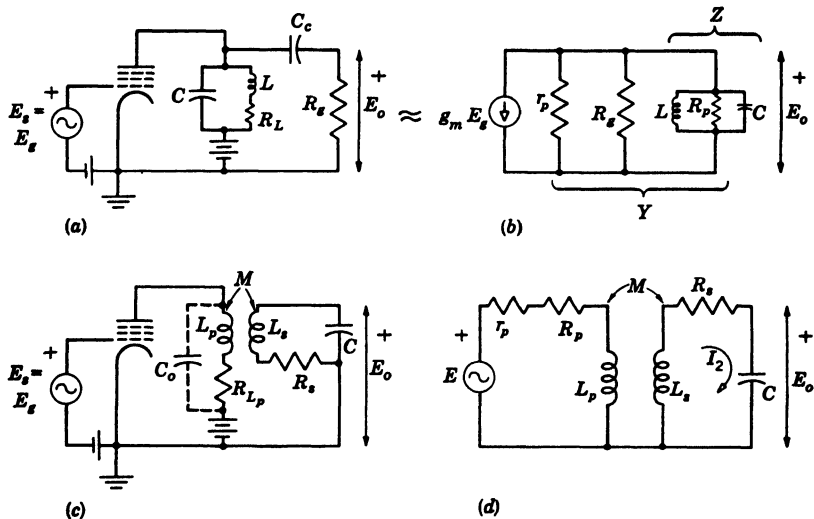 C_c
+
E_s =
E_g
C
L
R_L
R_g
+
E_o
(a)
≈
g_m E_g
r_p
R_g
Z
L
R_p
C
+
E_o
Y
(b)
+
E_s =
E_g
M
L_p
L_s
C_o
R_{L_p}
R_s
C
+
E_o
(c)
+
E
r_p
R_p
M
R_s
L_p
L_s
I_2
C
+
E_o
(d)